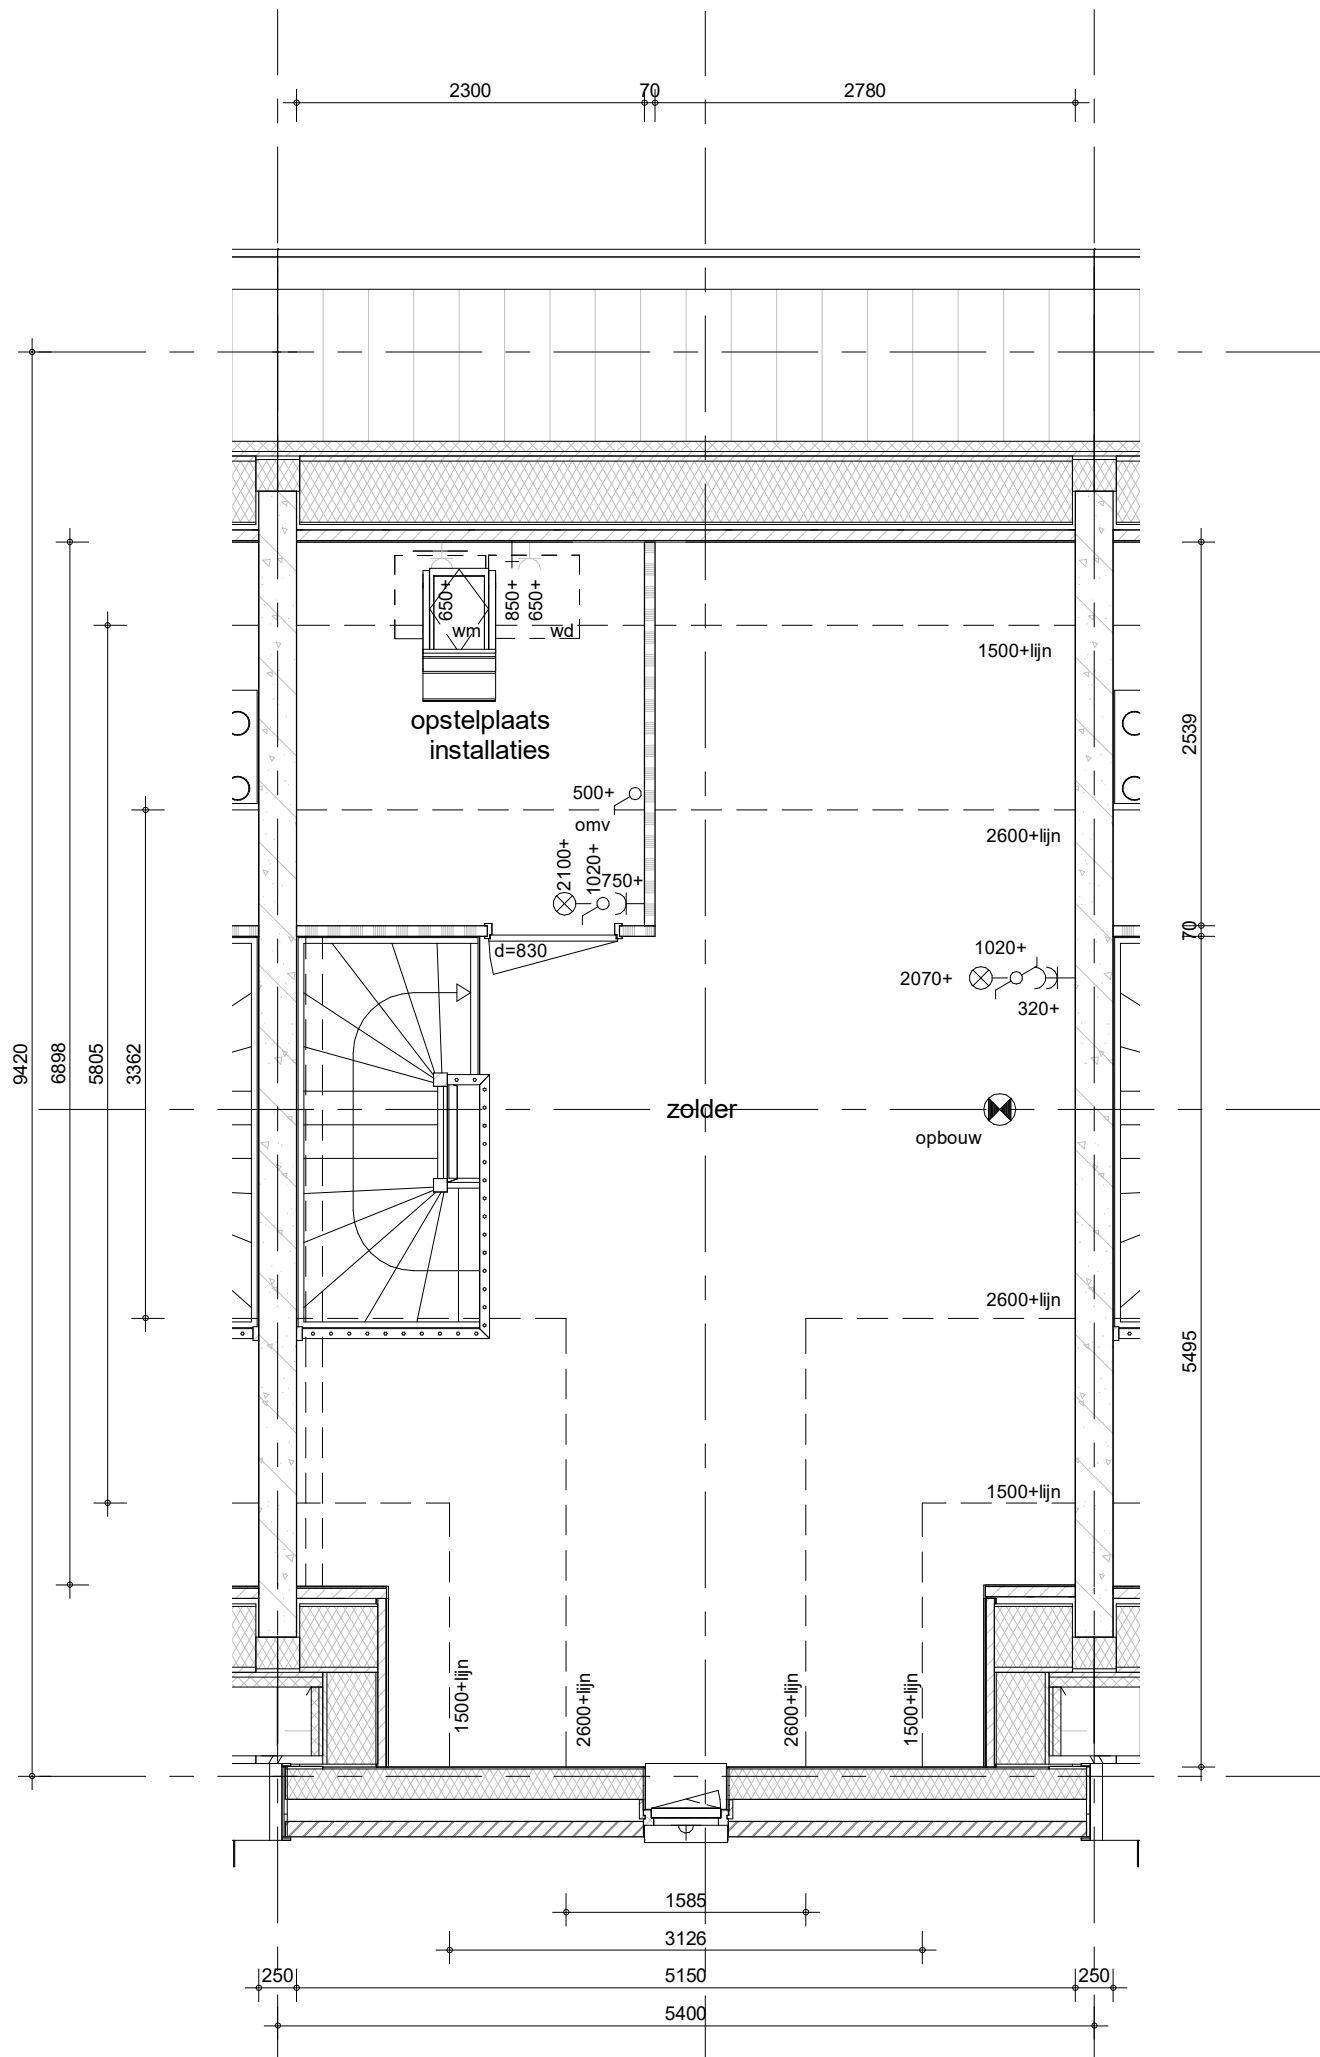 2300
70
2780
650+
850+
650+
wm
wd
1500+lijn
opstelplaats
installaties
2539
500+
omv
2600+lijn
2100+
1020+
750+
d=830
70
1020+
2070+
320+
9420
6898
5805
3362
zolder
opbouw
2600+lijn
5495
1500+lijn
1500+lijn
2600+lijn
2600+lijn
1500+lijn
1585
3126
250
5150
250
5400